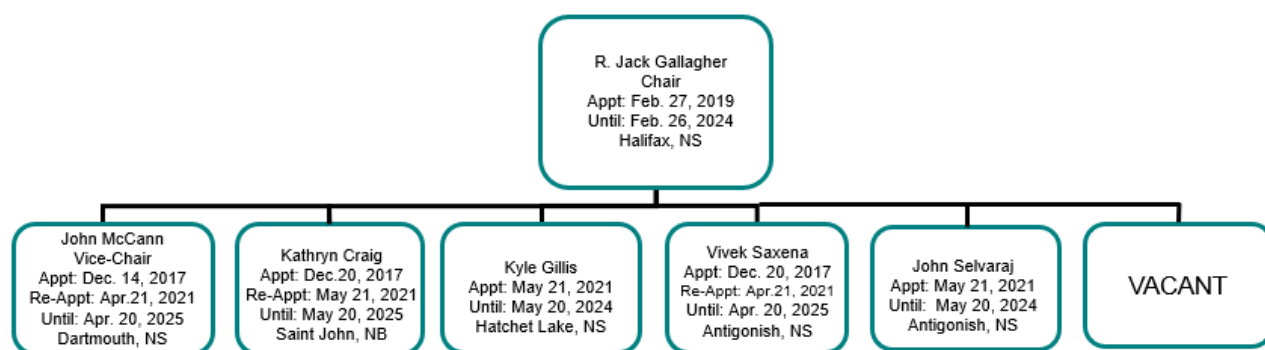 R. Jack Gallagher
Chair
Appt: Feb. 27, 2019
Until: Feb. 26, 2024
Halifax, NS
John McCann
Vice-Chair
Appt: Dec. 14, 2017
Re-Appt: Apr.21, 2021
Until: Apr. 20, 2025
Dartmouth, NS
Kathryn Craig
Appt: Dec.20, 2017
Re-Appt: May 21, 2021
Until: May 20, 2025
Saint John, NB
Kyle Gillis
Appt: May 21, 2021
Until: May 20, 2024
Hatchet Lake, NS
Vivek Saxena
Appt: Dec. 20, 2017
Re-Appt: Apr.21, 2021
Until: Apr. 20, 2025
Antigonish, NS
John Selvaraj
Appt: May 21, 2021
Until: May 20, 2024
Antigonish, NS
VACANT